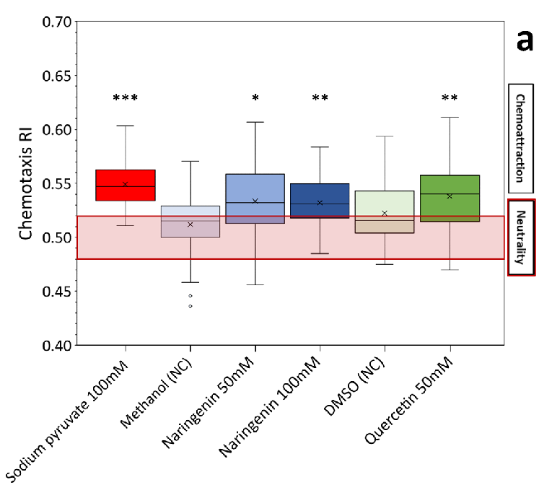 a
0.70
0.65
0.60
0.55
0.50
0.45
0.40
Chemotaxis RI
***
*
**
**
Chemoattraction
Neutrality
Sodium pyruvate 100mM
Methanol (NC)
Naringenin 50mM
Naringenin 100mM
DMSO (NC)
Quercetin 50mM